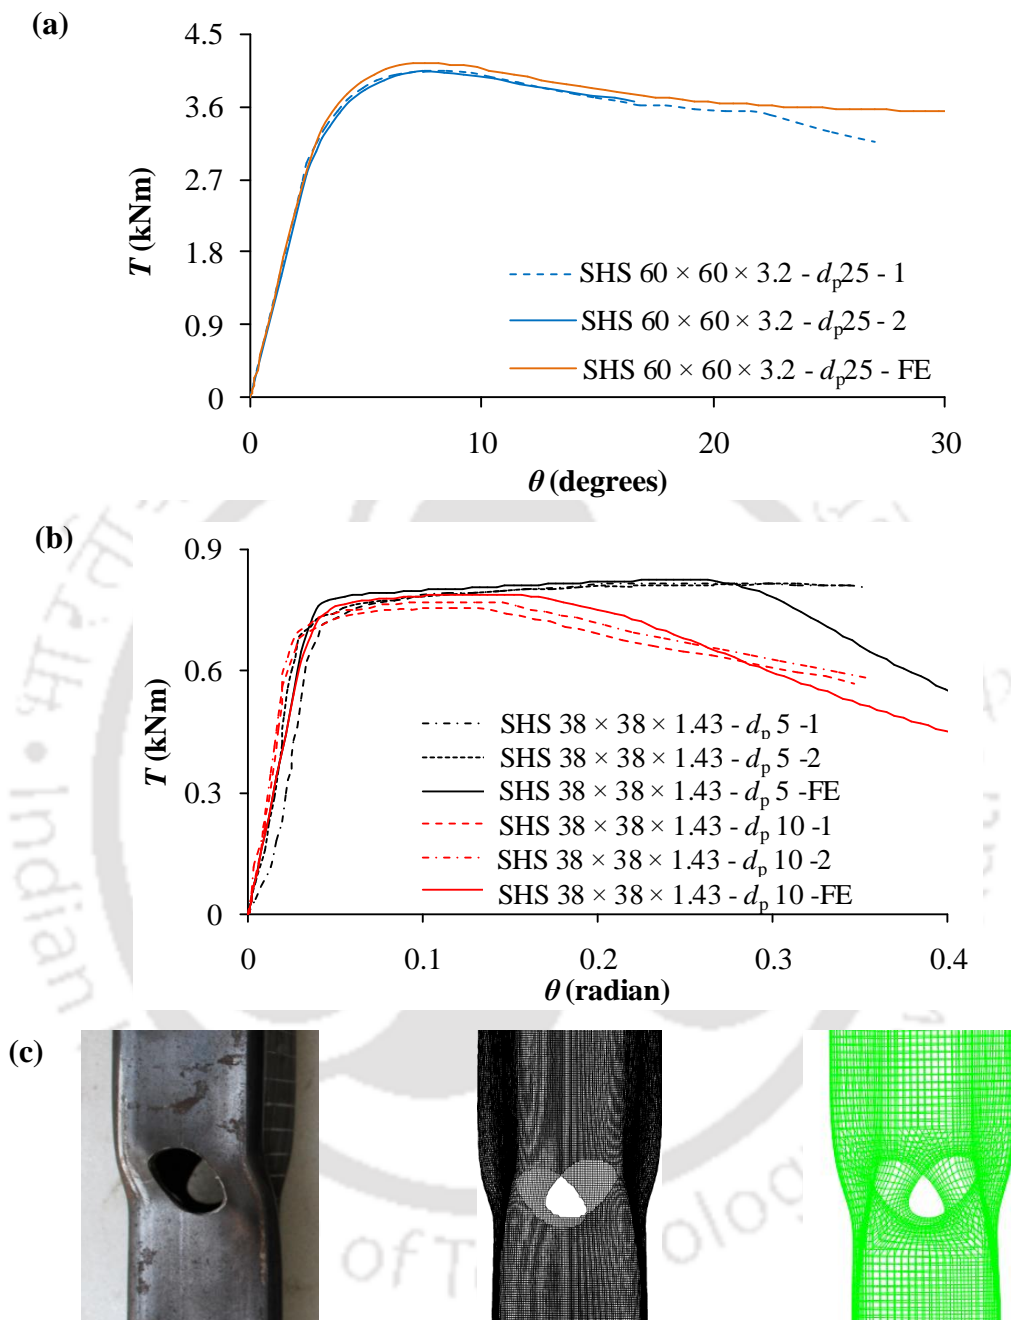 (a)
4.5
3.6
2.7
1.8
0.9
0
T (kNm)
SHS 60 × 60 × 3.2 - dp25 - 1
SHS 60 × 60 × 3.2 - dp25 - 2
SHS 60 × 60 × 3.2 - dp25 - FE
0 10 20 30
θ (degrees)
(b)
0.9
0.6
0.3
0
T (kNm)
SHS 38 × 38 × 1.43 - dp 5 -1
SHS 38 × 38 × 1.43 - dp 5 -2
SHS 38 × 38 × 1.43 - dp 5 -FE
SHS 38 × 38 × 1.43 - dp 10 -1
SHS 38 × 38 × 1.43 - dp 10 -2
SHS 38 × 38 × 1.43 - dp 10 -FE
0 0.1 0.2 0.3 0.4
θ (radian)
(c)
Indian
of T
olog